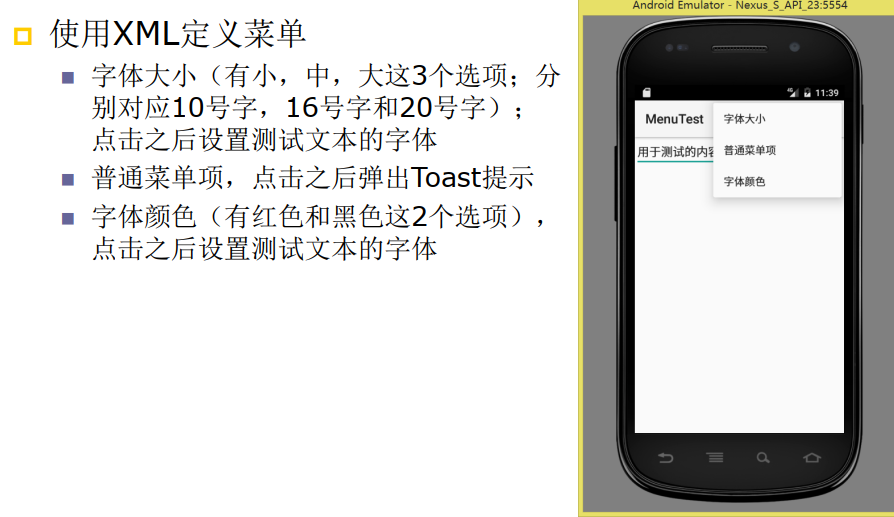 使用XML定义菜单
字体大小（有小，中，大这3个选项；分
别对应10号字，16号字和20号字）；
点击之后设置测试文本的字体
普通菜单项，点击之后弹出Toast提示
字体颜色（有红色和黑色这2个选项），
点击之后设置测试文本的字体
Android Emulator - Nexus_S_API_23:5554
11:39
MenuTest
字体大小
用于测试的内容
普通菜单项
字体颜色